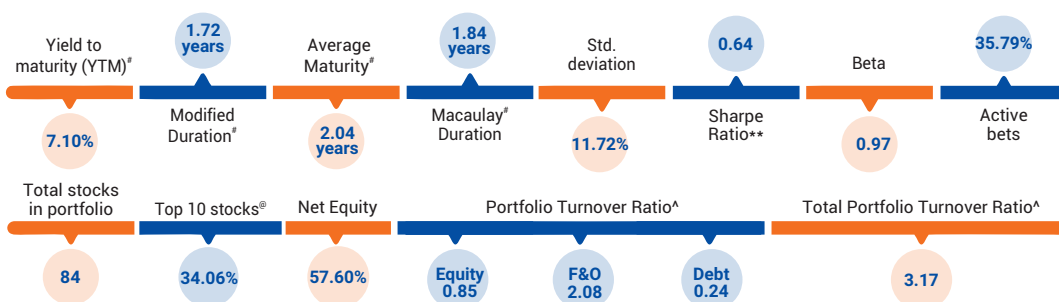 Yield to
maturity (YTM)#
7.10%
1.72
years
Modified
Duration#
Average
Maturity#
2.04
years
1.84
years
Macaulay#
Duration
Std.
deviation
11.72%
0.64
Sharpe
Ratio**
Beta
0.97
35.79%
Active
bets
Total stocks
in portfolio
84
Top 10 stocks@
34.06%
Net Equity
57.60%
Portfolio Turnover Ratio^
Equity
0.85
F&O
2.08
Debt
0.24
Total Portfolio Turnover Ratio^
3.17